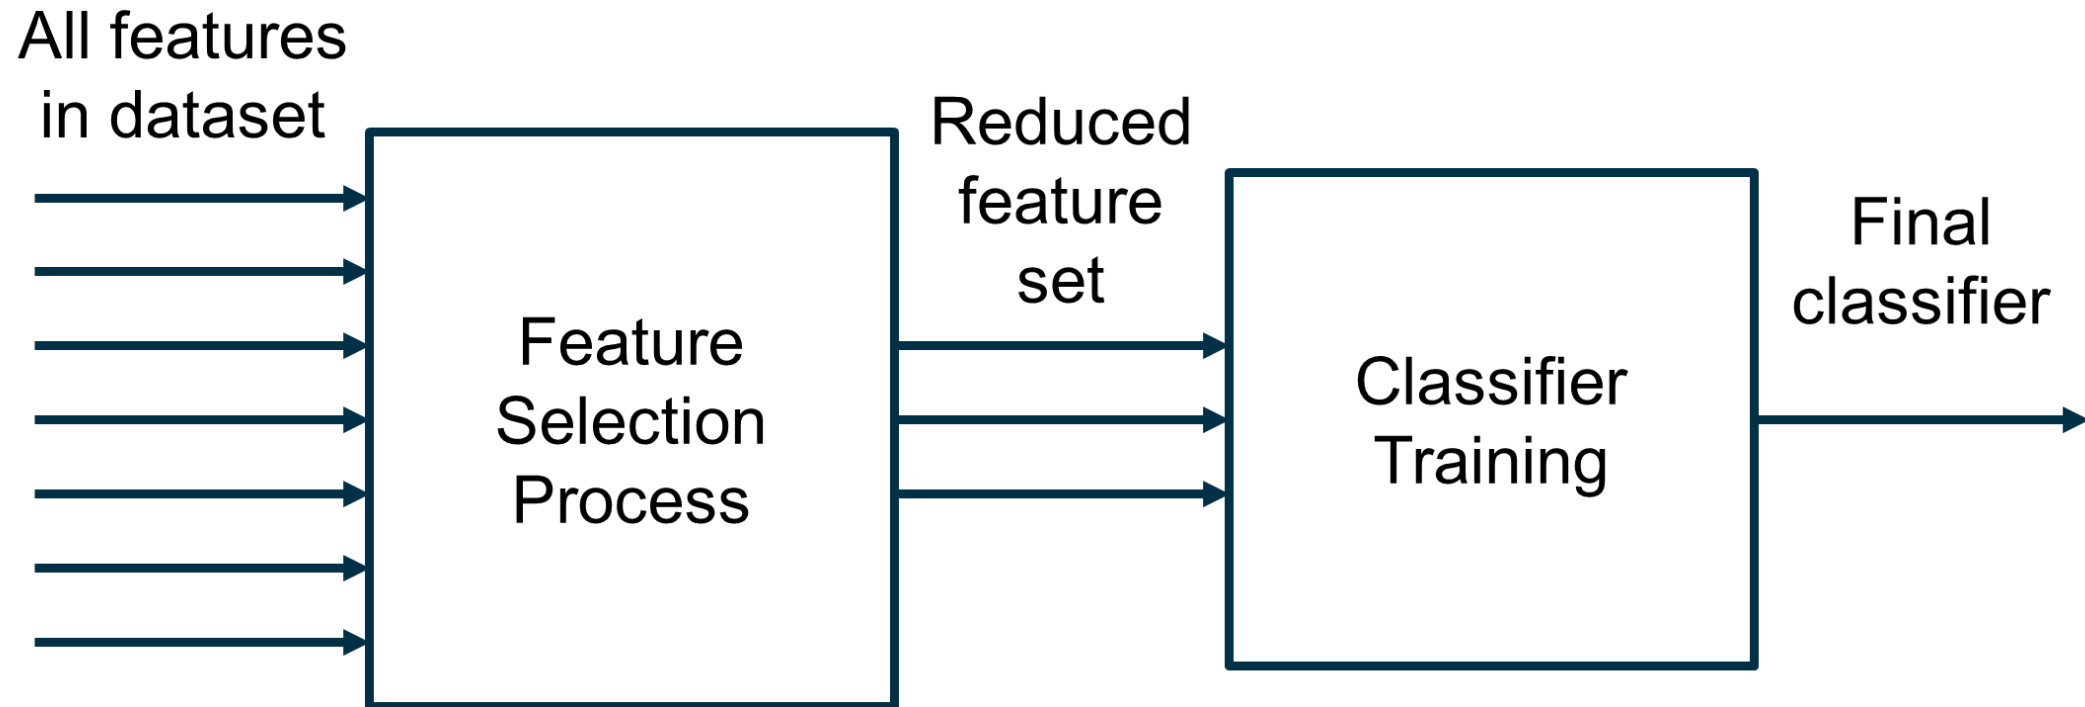 All features
in dataset
Feature
Selection
Process
Reduced
feature
set
Classifier
Training
Final
classifier